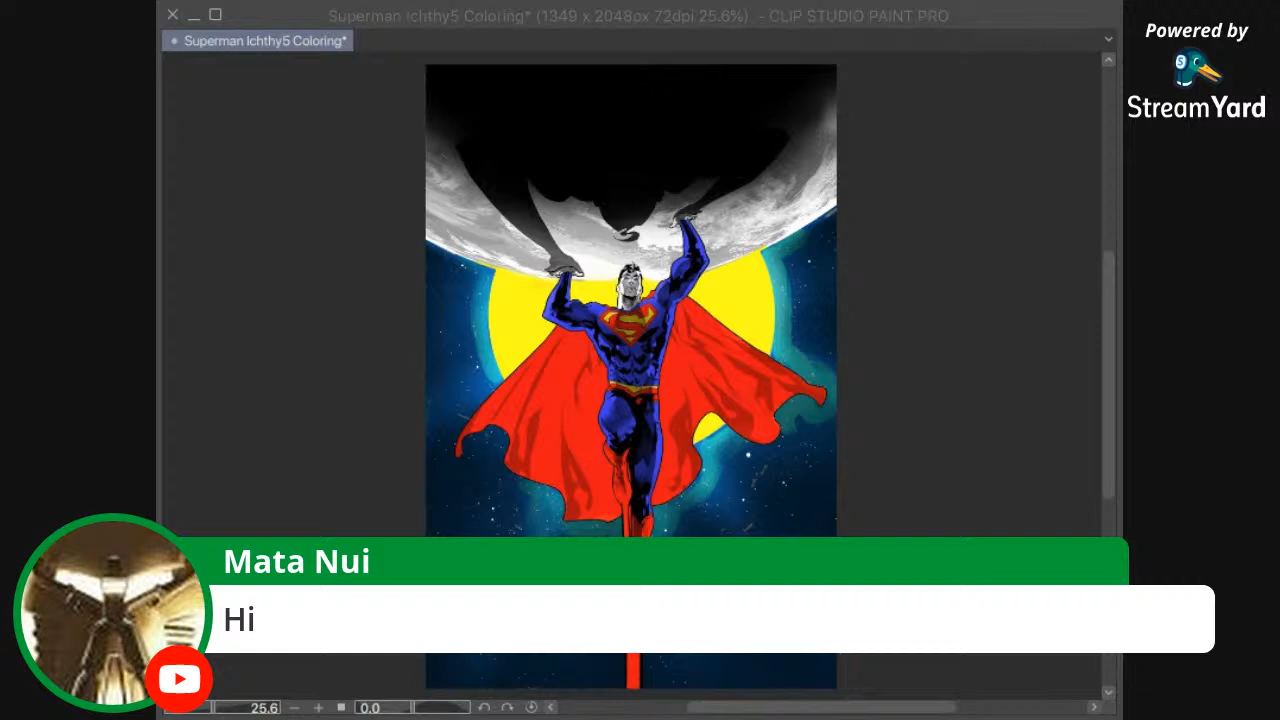 Superman Ichthy5 Coloring* (1349 x 2048px 72dpi 25.6%) - CLIP STUDIO PAINT PRO
Superman Ichthy5 Coloring*
Powered by
S
StreamYard
S
Mata Nui
Hi
25.6
0.0